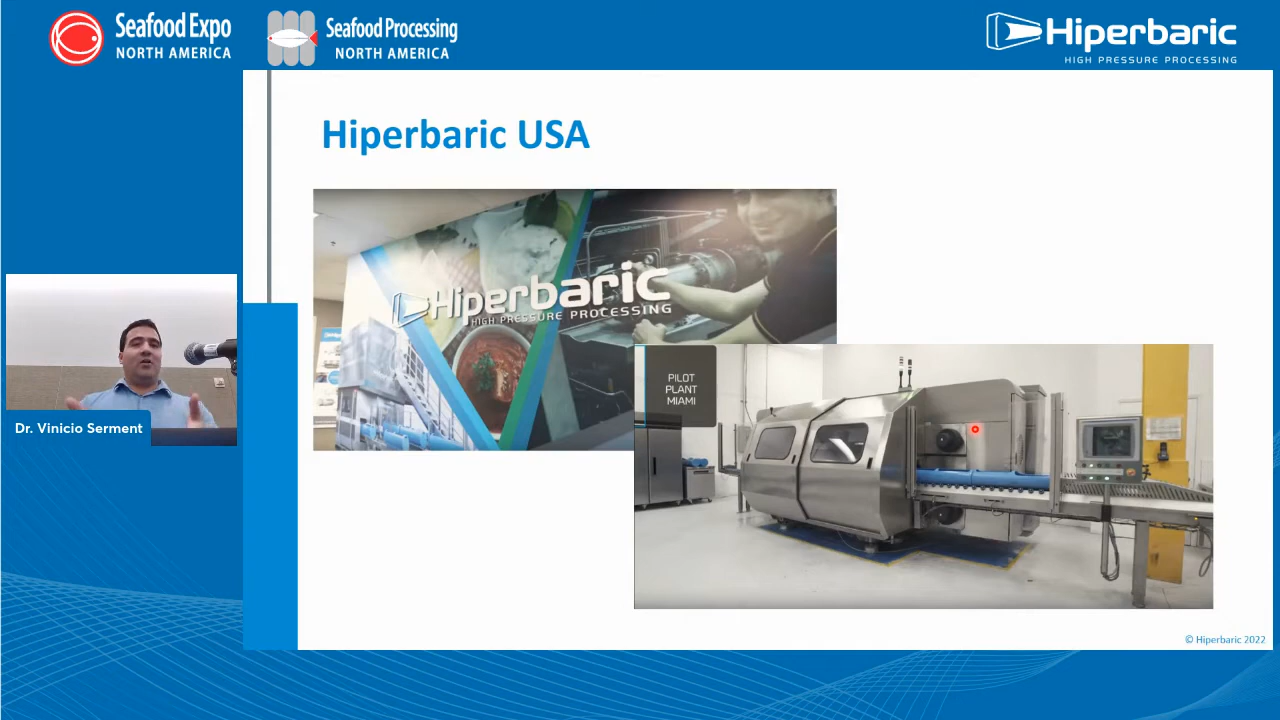 Seafood Expo
NORTH AMERICA
Seafood Processing
NORTH AMERICA
Hiperbaric
HIGH PRESSURE PROCESSING
Hiperbaric USA
Hiperbaric
HIGH PRESSURE PROCESSING
PILOT
PLANT
MIAMI
Dr. Vinicio Serment
© Hiperbaric 2022